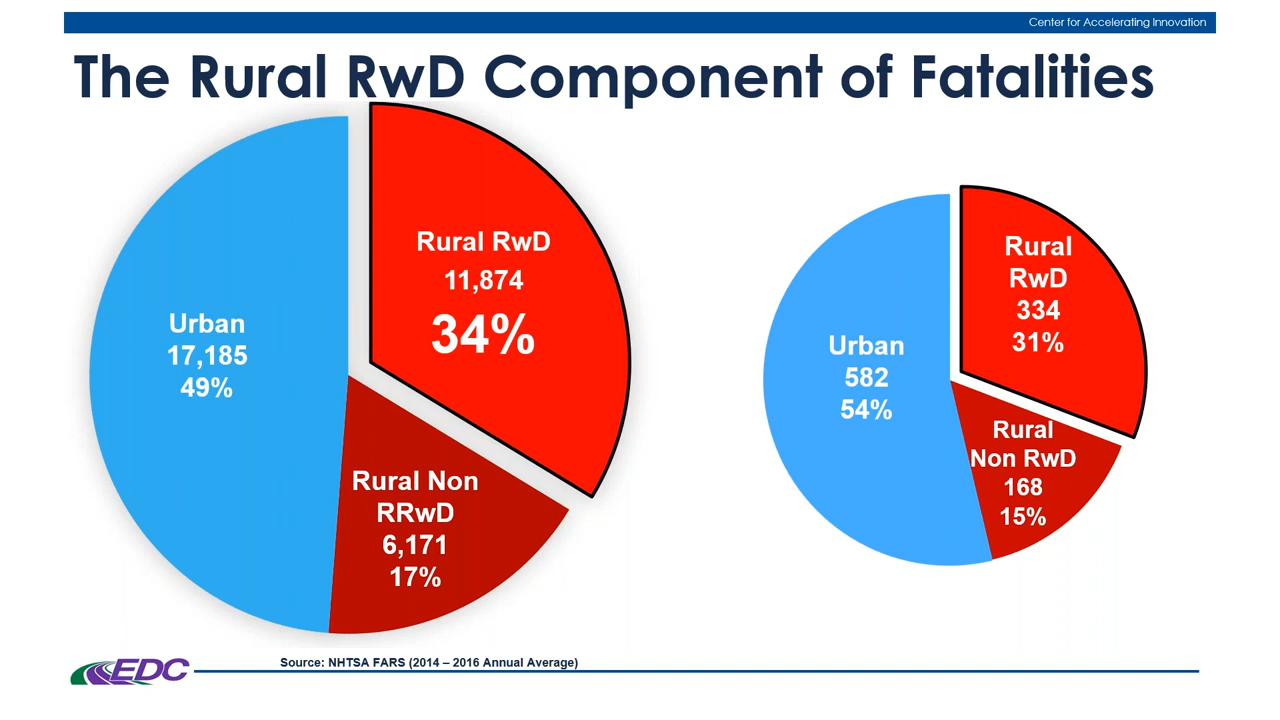 Center for Accelerating Innovation
The Rural RwD Component of Fatalities
Urban
17,185
49%
Rural RwD
11,874
34%
Rural Non
RRwD
6,171
17%
Urban
582
54%
Rural
RwD
334
31%
Rural
Non RwD
168
15%
EDC
Source: NHTSA FARS (2014 – 2016 Annual Average)